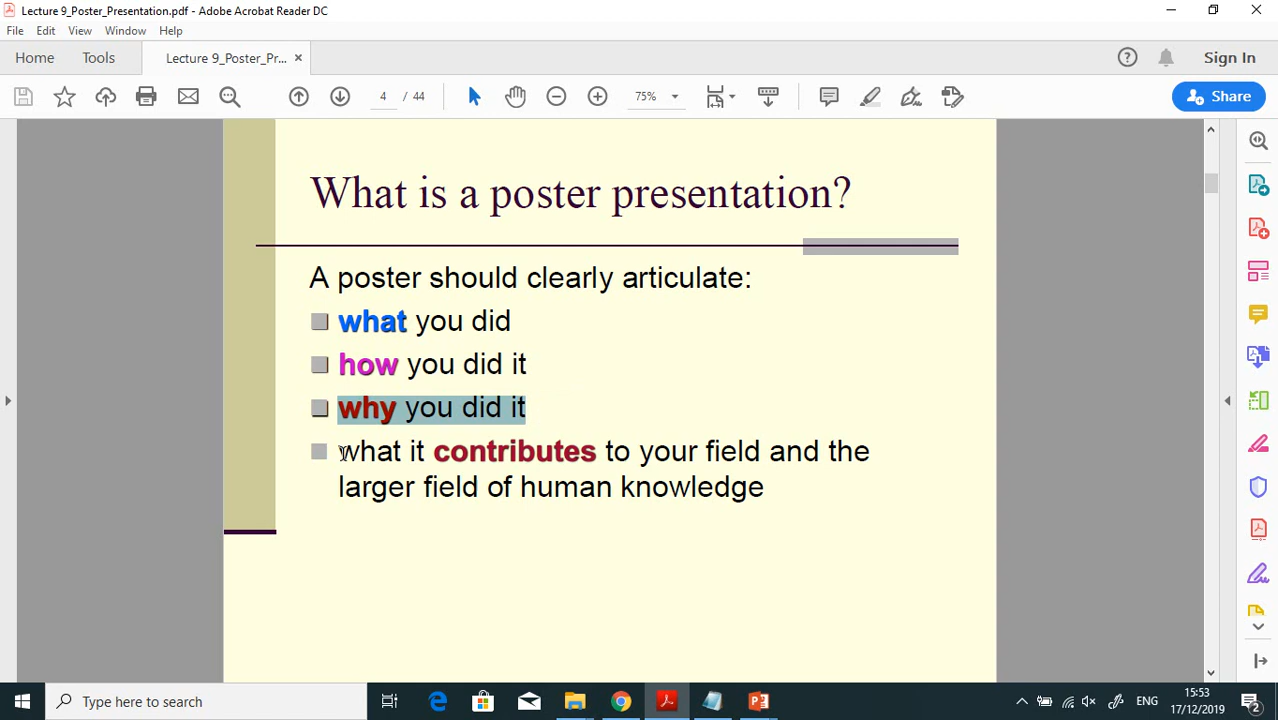 Lecture 9_Poster_Presentation.pdf - Adobe Acrobat Reader DC
File Edit View Window Help
Home Tools Lecture 9_Poster_Pr... Sign In
4 / 44 75% Share
What is a poster presentation?
A poster should clearly articulate:
what you did
how you did it
why you did it
what it contributes to your field and the
larger field of human knowledge
Type here to search ENG 15:53
17/12/2019 2